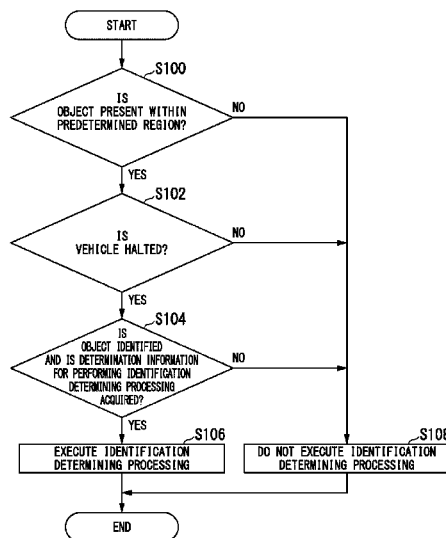 START
S100
IS
OBJECT PRESENT WITHIN
PREDETERMINED REGION?
NO
YES
S102
IS
VEHICLE HALTED?
NO
YES
S104
IS
OBJECT IDENTIFIED
AND IS DETERMINATION INFORMATION
FOR PERFORMING IDENTIFICATION
DETERMINING PROCESSING
ACQUIRED?
NO
YES
S106
EXECUTE IDENTIFICATION
DETERMINING PROCESSING
S108
DO NOT EXECUTE IDENTIFICATION
DETERMINING PROCESSING
END